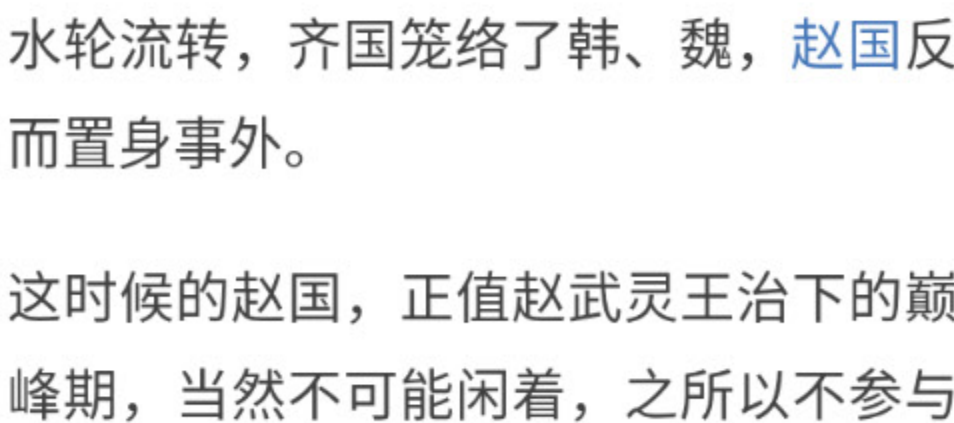 水轮流转，齐国笼络了韩、魏，赵国反
而置身事外。
这时候的赵国，正值赵武灵王治下的巅
峰期，当然不可能闲着，之所以不参与